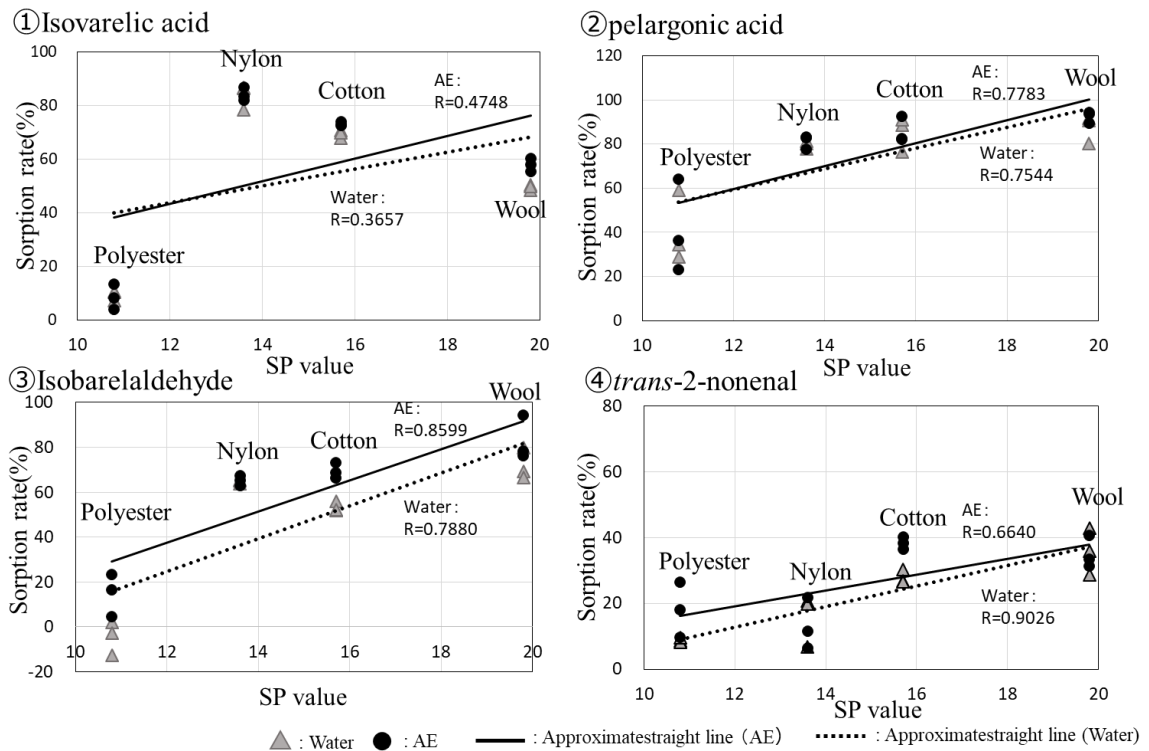 ①Isovarelic acid
100
80
60
40
20
0
10 12 14 16 18 20
Sorption rate(%)
SP value
Polyester
Nylon
Cotton
Wool
AE :
R=0.4748
Water :
R=0.3657
②pelargonic acid
120
100
80
60
40
20
0
10 12 14 16 18 20
Sorption rate(%)
SP value
Polyester
Nylon
Cotton
Wool
AE :
R=0.7783
Water :
R=0.7544
③Isobarelaldehyde
100
80
60
40
20
0
-20
10 12 14 16 18 20
Sorption rate(%)
SP value
Polyester
Nylon
Cotton
Wool
AE :
R=0.8599
Water :
R=0.7880
④trans-2-nonenal
80
60
40
20
0
10 12 14 16 18 20
Sorption rate(%)
SP value
Polyester
Nylon
Cotton
Wool
AE :
R=0.6640
Water :
R=0.9026
: Water : AE : Approximatestraight line (AE) : Approximatestraight line (Water)